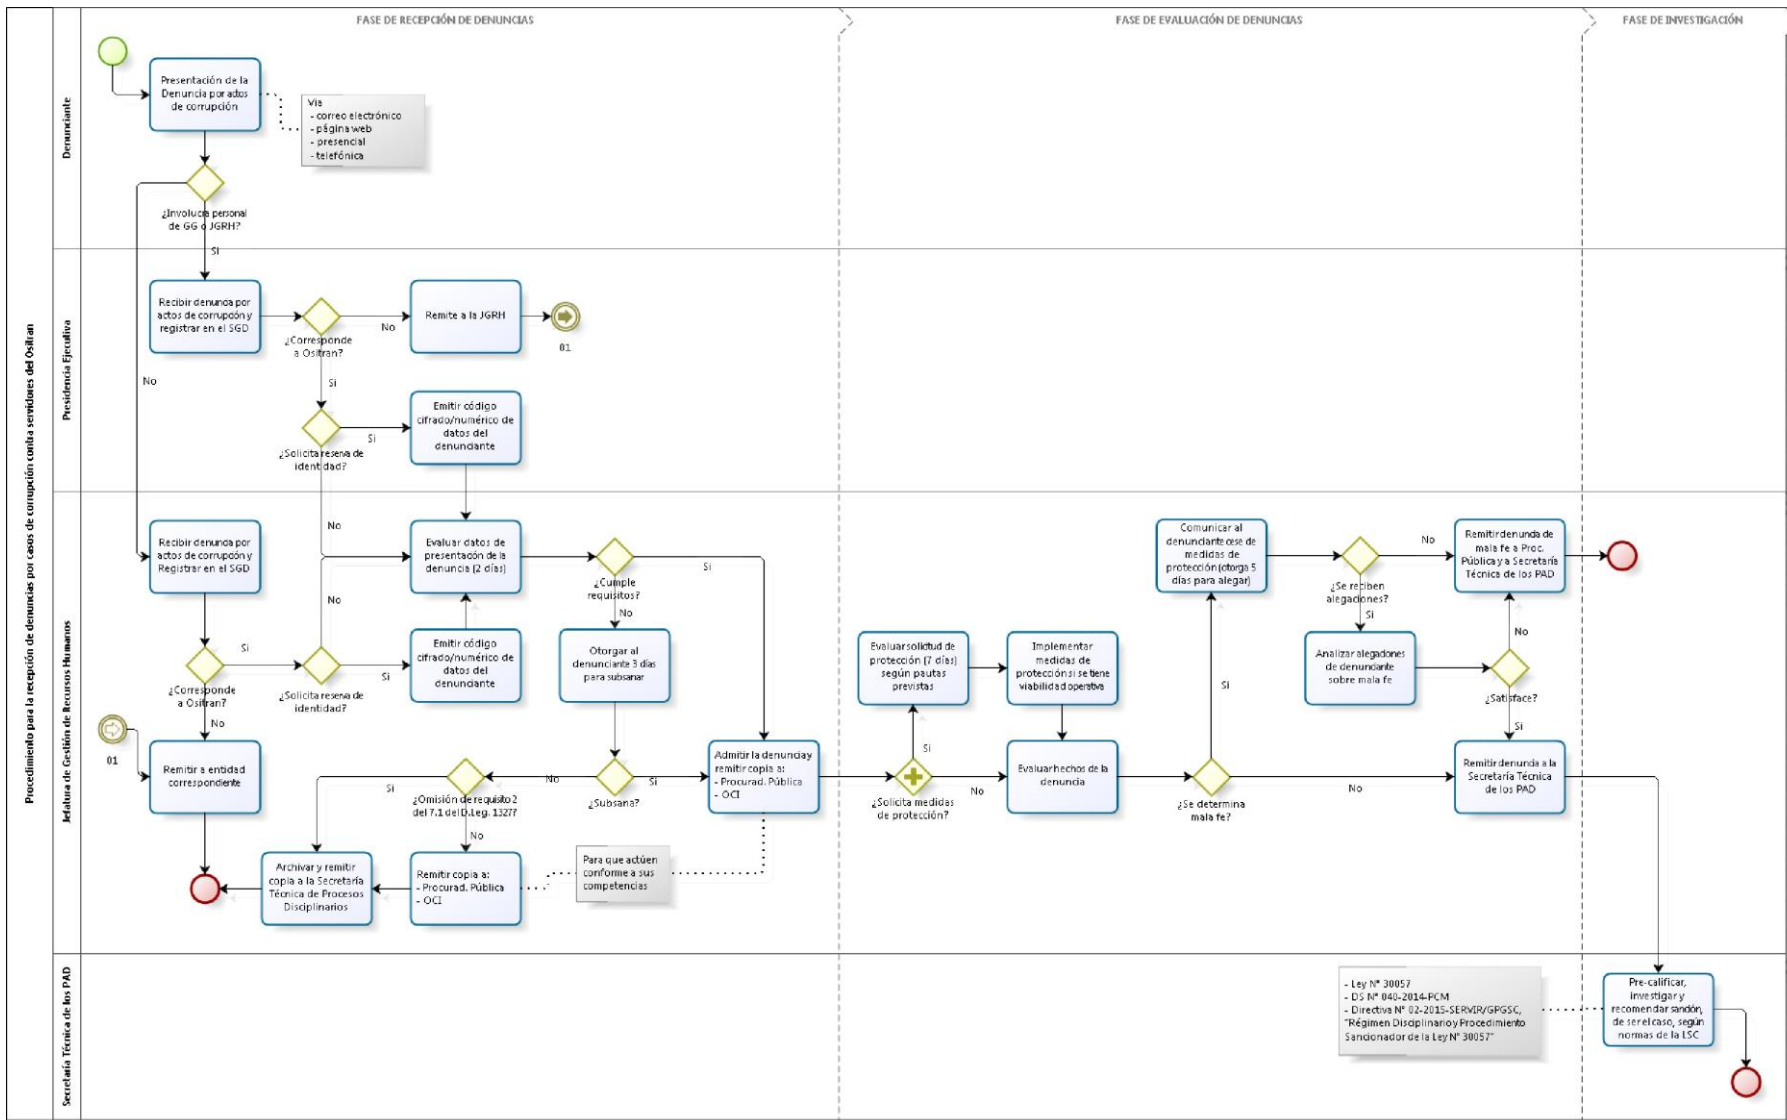 Procedimiento para la recepción de denuncias por casos de corrupción contra servidores del Ositran
FASE DE RECEPCIÓN DE DENUNCIAS
FASE DE EVALUACIÓN DE DENUNCIAS
FASE DE INVESTIGACIÓN
Denunciante
Presentación de la
Denuncia por actos
de corrupción
Vía
- correo electrónico
- página web
- presencial
- telefónica
¿Involucra personal
de GG o JGRH?
Si
No
Presidencia Ejecutiva
Recibir denuncia por
actos de corrupción y
registrar en el SGD
¿Corresponde
a Ositran?
No
Remite a la JGRH
01
Si
¿Solicita reserva de
identidad?
Si
Emitir código
cifrado/numérico de
datos del
denunciante
No
Jefatura de Gestión de Recursos Humanos
Recibir denuncia por
actos de corrupción y
Registrar en el SGD
¿Corresponde
a Ositran?
Si
No
01
Remitir a entidad
correspondiente
¿Solicita reserva de
identidad?
No
Si
Emitir código
cifrado/numérico de
datos del
denunciante
Evaluar datos de
presentación de la
denuncia (2 días)
¿Cumple
requisitos?
Si
No
Otorgar al
denunciante 3 días
para subsanar
¿Subsana?
No
Si
¿Omisión de requisito 2
del 7.1 del D.Leg. 1327?
Si
No
Archivar y remitir
copia a la Secretaría
Técnica de Procesos
Disciplinarios
Remitir copia a:
- Procurad. Pública
- OCI
Para que actúen
conforme a sus
competencias
Admitir la denuncia y
remitir copia a:
- Procurad. Pública
- OCI
¿Solicita medidas
de protección?
Si
No
Evaluar solicitud de
protección (7 días)
según pautas
previstas
Implementar
medidas de
protección si se tiene
viabilidad operativa
Evaluar hechos de la
denuncia
¿Se determina
mala fe?
Si
No
Comunicar al
denunciante cese de
medidas de
protección (otorga 5
días para alegar)
¿Se reciben
alegaciones?
No
Si
Analizar alegaciones
de denunciante
sobre mala fe
¿Satisface?
No
Si
Remitir denuncia de
mala fe a Proc.
Pública y a Secretaría
Técnica de los PAD
Remitir denuncia a la
Secretaría Técnica
de los PAD
Secretaría Técnica de los PAD
- Ley N° 30057
- DS N° 040-2014-PCM
- Directiva N° 02-2015-SERVIR/GPGSC,
"Régimen Disciplinario y Procedimiento
Sancionador de la Ley N° 30057"
Pre-calificar,
investigar y
recomendar sanción,
de ser el caso, según
normas de la LSC